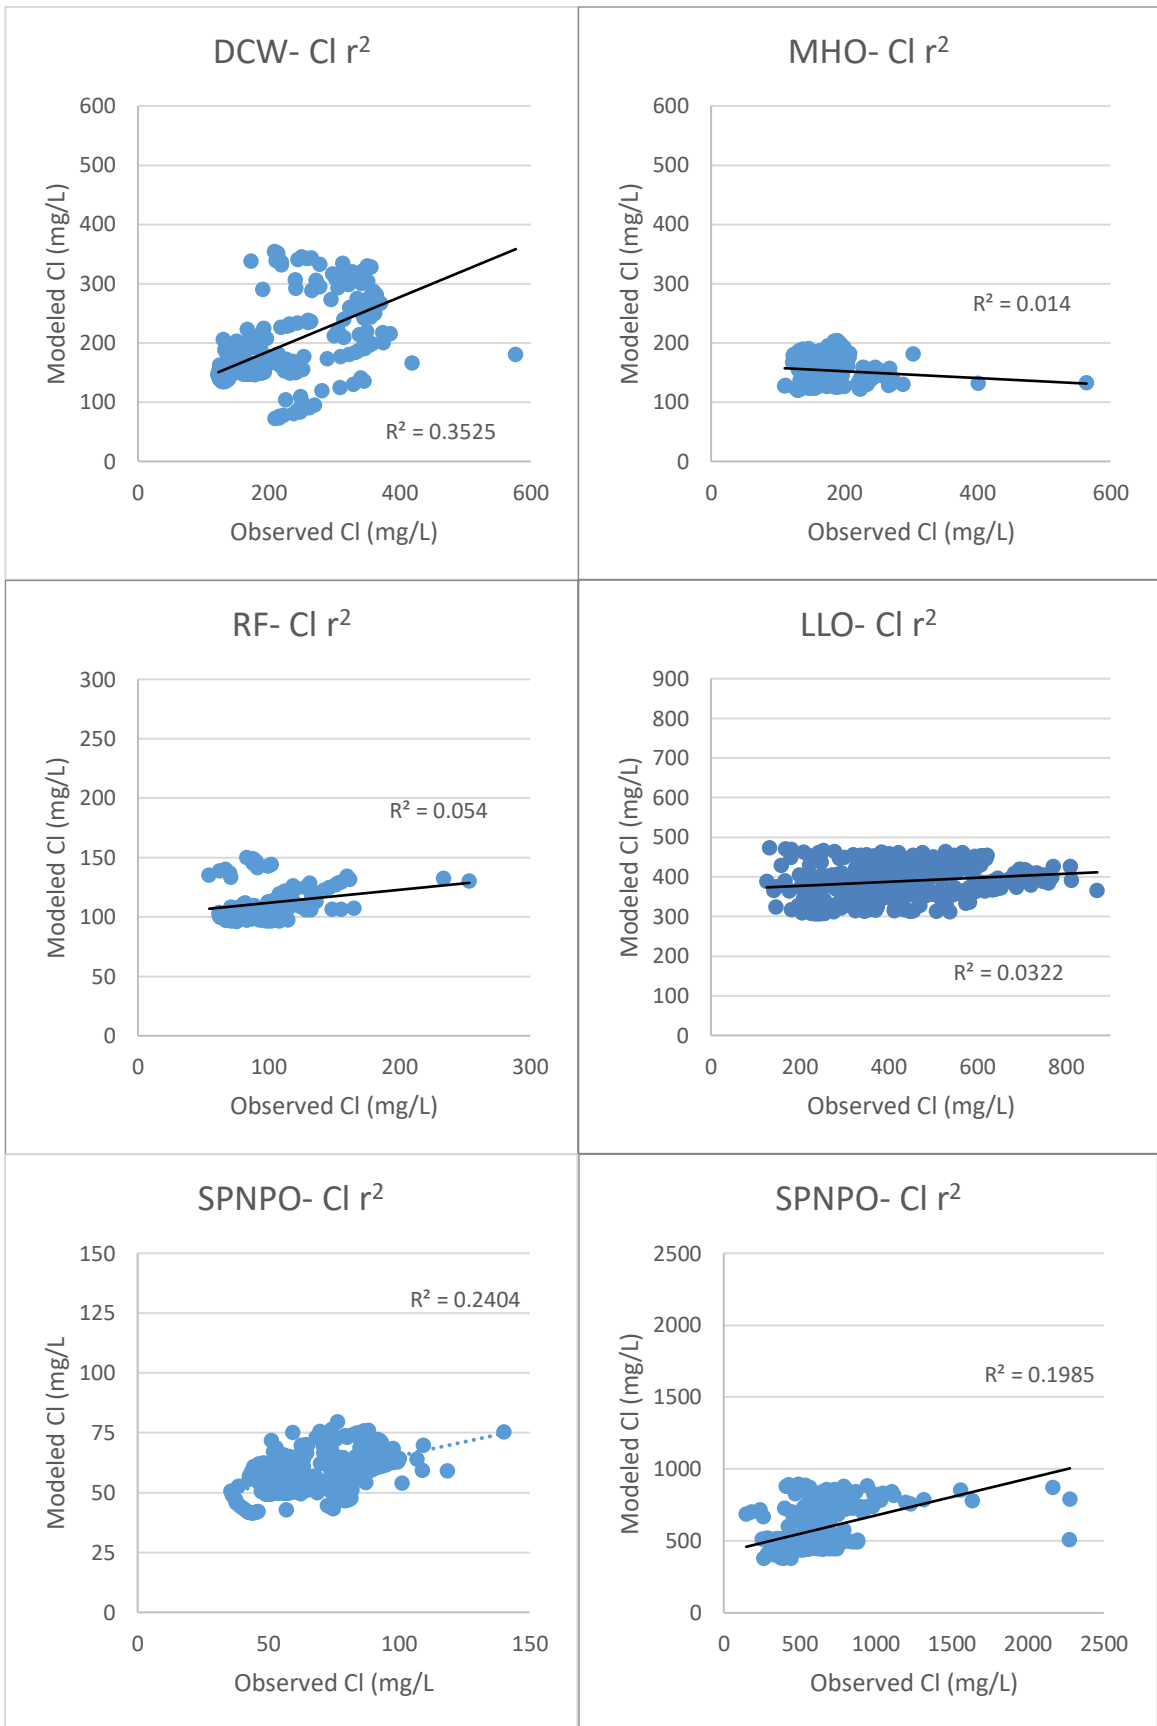 DCW- Cl r²
600
500
400
300
200
100
0
R² = 0.3525
0 200 400 600
Modeled Cl (mg/L)
Observed Cl (mg/L)
MHO- Cl r²
600
500
400
300
200
100
0
R² = 0.014
0 200 400 600
Modeled Cl (mg/L)
Observed Cl (mg/L)
RF- Cl r²
300
250
200
150
100
50
0
R² = 0.054
0 100 200 300
Modeled Cl (mg/L)
Observed Cl (mg/L)
LLO- Cl r²
900
800
700
600
500
400
300
200
100
0
R² = 0.0322
0 200 400 600 800
Modeled Cl (mg/L)
Observed Cl (mg/L)
SPNPO- Cl r²
150
125
100
75
50
25
0
R² = 0.2404
0 50 100 150
Modeled Cl (mg/L
Observed Cl (mg/L
SPNPO- Cl r²
2500
2000
1500
1000
500
0
R² = 0.1985
0 500 1000 1500 2000 2500
Modeled Cl (mg/L)
Observed Cl (mg/L)